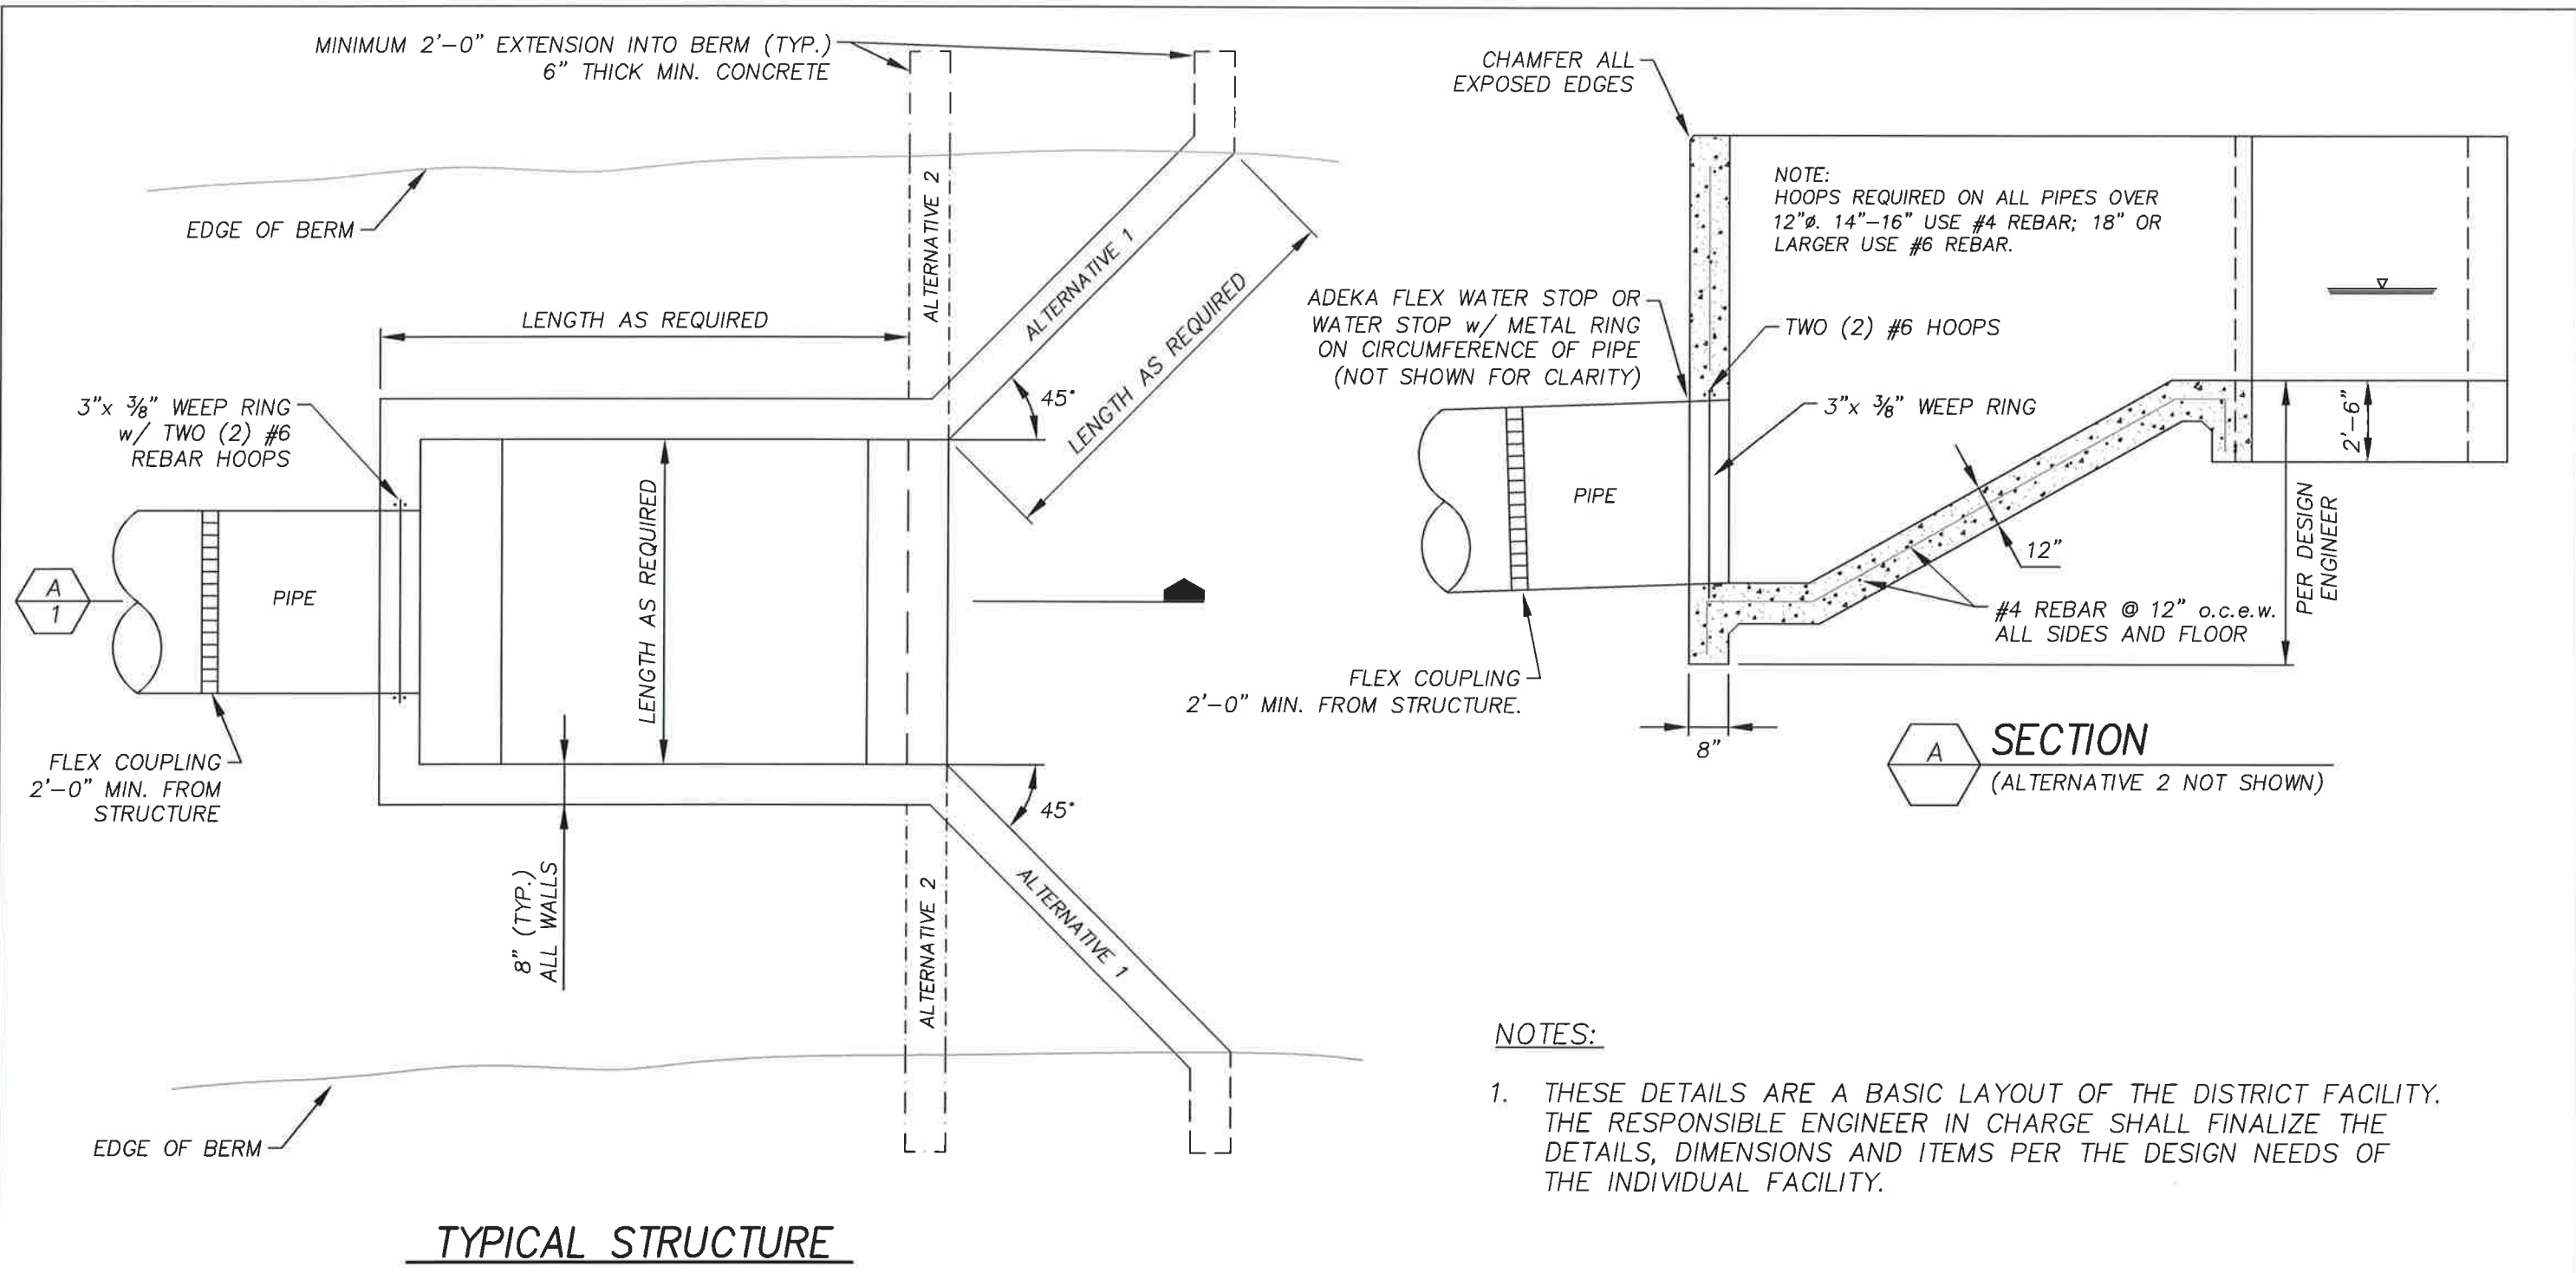 MINIMUM 2'-0" EXTENSION INTO BERM (TYP.)
6" THICK MIN. CONCRETE
EDGE OF BERM
ALTERNATIVE 2
ALTERNATIVE 1
LENGTH AS REQUIRED
LENGTH AS REQUIRED
45°
3"x 3/8" WEEP RING
w/ TWO (2) #6
REBAR HOOPS
LENGTH AS REQUIRED
A
1
PIPE
FLEX COUPLING
2'-0" MIN. FROM
STRUCTURE
45°
8" (TYP.)
ALL WALLS
ALTERNATIVE 2
ALTERNATIVE 1
EDGE OF BERM
TYPICAL STRUCTURE
CHAMFER ALL
EXPOSED EDGES
NOTE:
HOOPS REQUIRED ON ALL PIPES OVER
12"ø. 14"-16" USE #4 REBAR; 18" OR
LARGER USE #6 REBAR.
ADEKA FLEX WATER STOP OR
WATER STOP w/ METAL RING
ON CIRCUMFERENCE OF PIPE
(NOT SHOWN FOR CLARITY)
TWO (2) #6 HOOPS
3"x 3/8" WEEP RING
PIPE
2'-6"
12"
PER DESIGN
ENGINEER
#4 REBAR @ 12" o.c.e.w.
ALL SIDES AND FLOOR
FLEX COUPLING
2'-0" MIN. FROM STRUCTURE.
8"
A
SECTION
(ALTERNATIVE 2 NOT SHOWN)
NOTES:
1. THESE DETAILS ARE A BASIC LAYOUT OF THE DISTRICT FACILITY.
THE RESPONSIBLE ENGINEER IN CHARGE SHALL FINALIZE THE
DETAILS, DIMENSIONS AND ITEMS PER THE DESIGN NEEDS OF
THE INDIVIDUAL FACILITY.